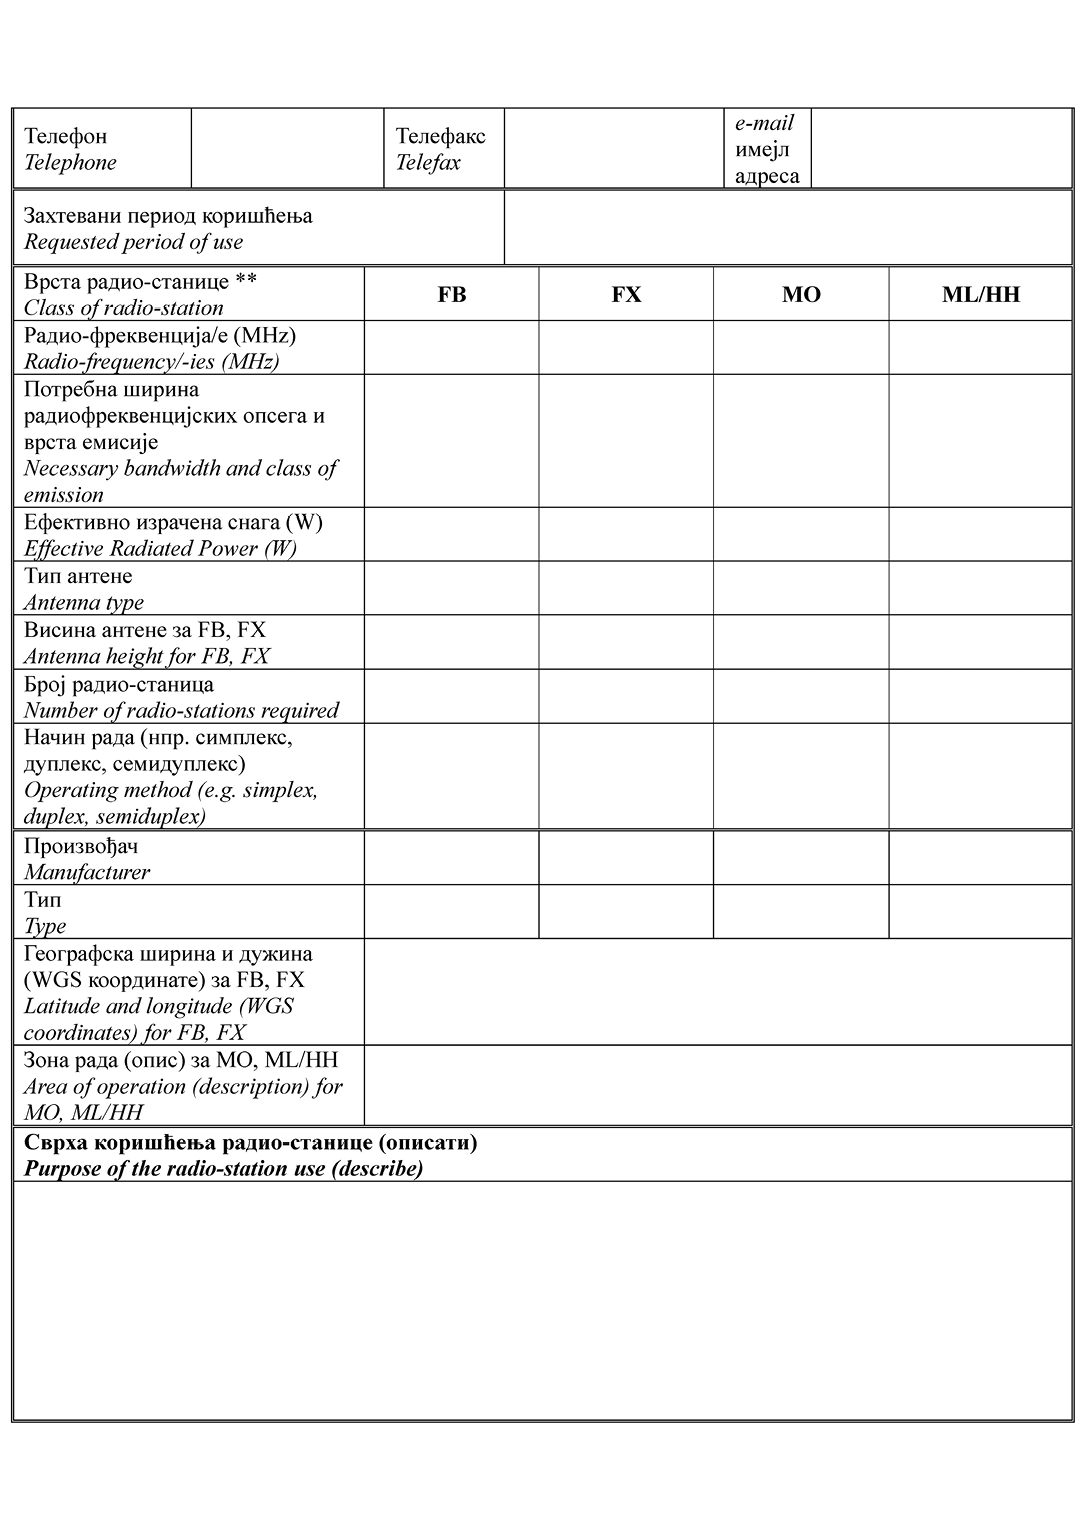 Телефон
Telephone
Телефакс
Telefax
e-mail
имејл
адреса
Захтевани период коришћења
Requested period of use
Врста радио-станице **
Class of radio-station
FB
FX
MO
ML/HH
Радио-фреквенција/е (MHz)
Radio-frequency/-ies (MHz)
Потребна ширина
радиофреквенцијских опсега и
врста емисије
Necessary bandwidth and class of
emission
Ефективно израчена снага (W)
Effective Radiated Power (W)
Тип антене
Antenna type
Висина антене за FB, FX
Antenna height for FB, FX
Број радио-станица
Number of radio-stations required
Начин рада (нпр. симплекс,
дуплекс, семидуплекс)
Operating method (e.g. simplex,
duplex, semiduplex)
Произвођач
Manufacturer
Тип
Type
Географска ширина и дужина
(WGS координате) за FB, FX
Latitude and longitude (WGS
coordinates) for FB, FX
Зона рада (опис) за MO, ML/HH
Area of operation (description) for
MO, ML/HH
Сврха коришћења радио-станице (описати)
Purpose of the radio-station use (describe)